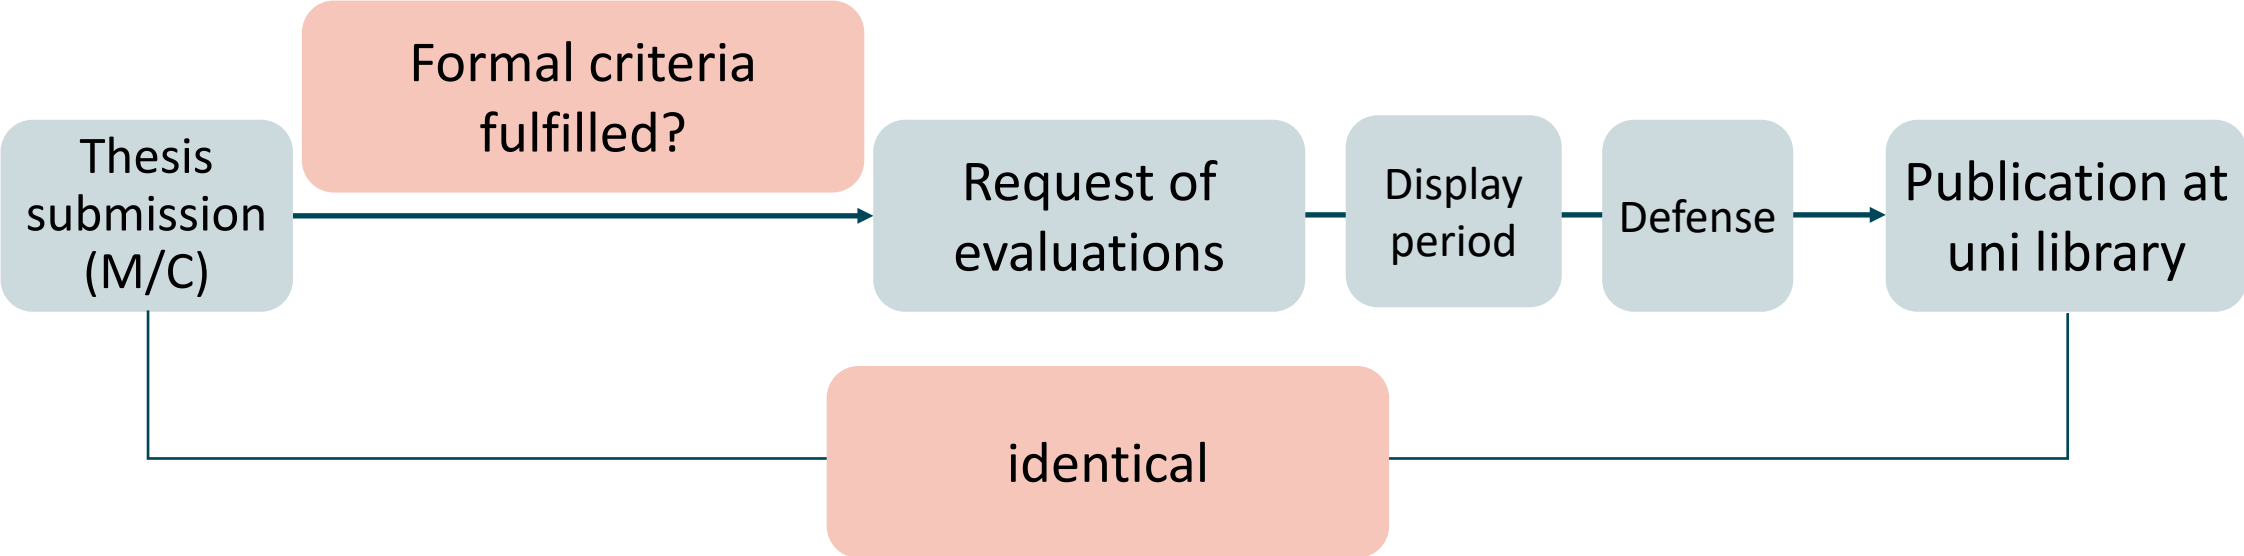 Formal criteria
fulfilled?
Thesis
submission
(M/C)
Request of
evaluations
Display
period
Defense
Publication at
uni library
identical